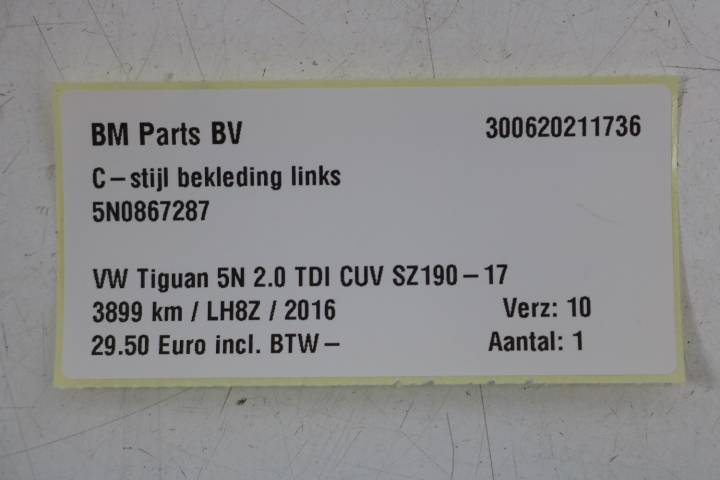 BM Parts BV 300620211736
C-stijl bekleding links
5N0867287
VW Tiguan 5N 2.0 TDI CUV SZ190-17
3899 km / LH8Z / 2016 Verz: 10
29.50 Euro incl. BTW- Aantal: 1